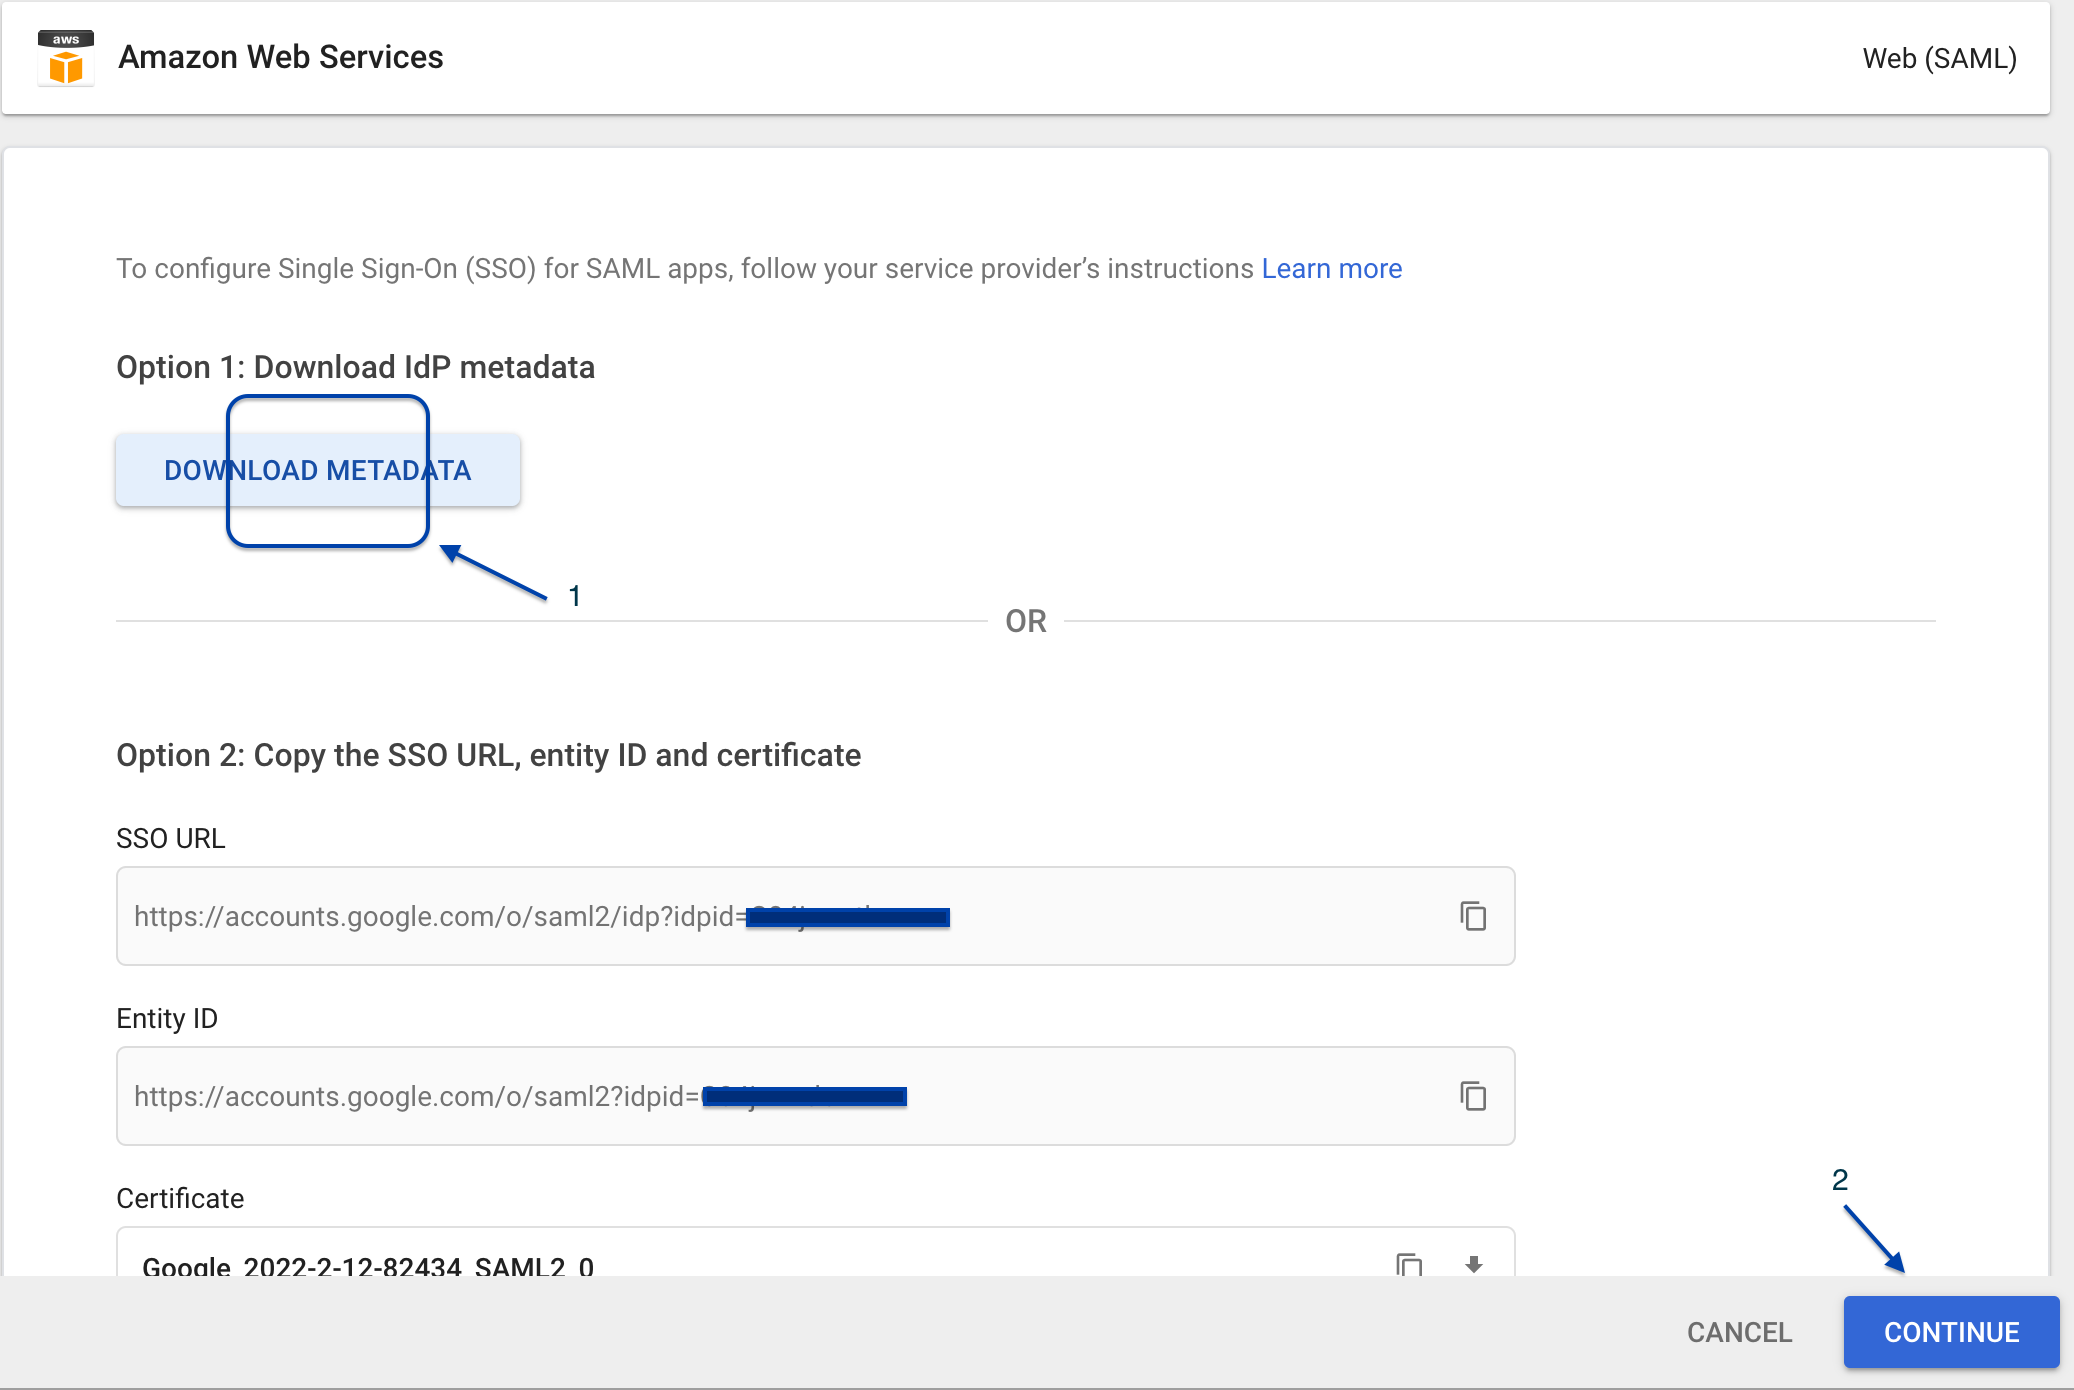 aws
Amazon Web Services
Web (SAML)
To configure Single Sign-On (SSO) for SAML apps, follow your service provider’s instructions Learn more
Option 1: Download IdP metadata
DOWNLOAD METADATA
1
OR
Option 2: Copy the SSO URL, entity ID and certificate
SSO URL
https://accounts.google.com/o/saml2/idp?idpid=
Entity ID
https://accounts.google.com/o/saml2?idpid=
Certificate
2
Google_2022-2-12-82434_SAML2_0
CANCEL
CONTINUE